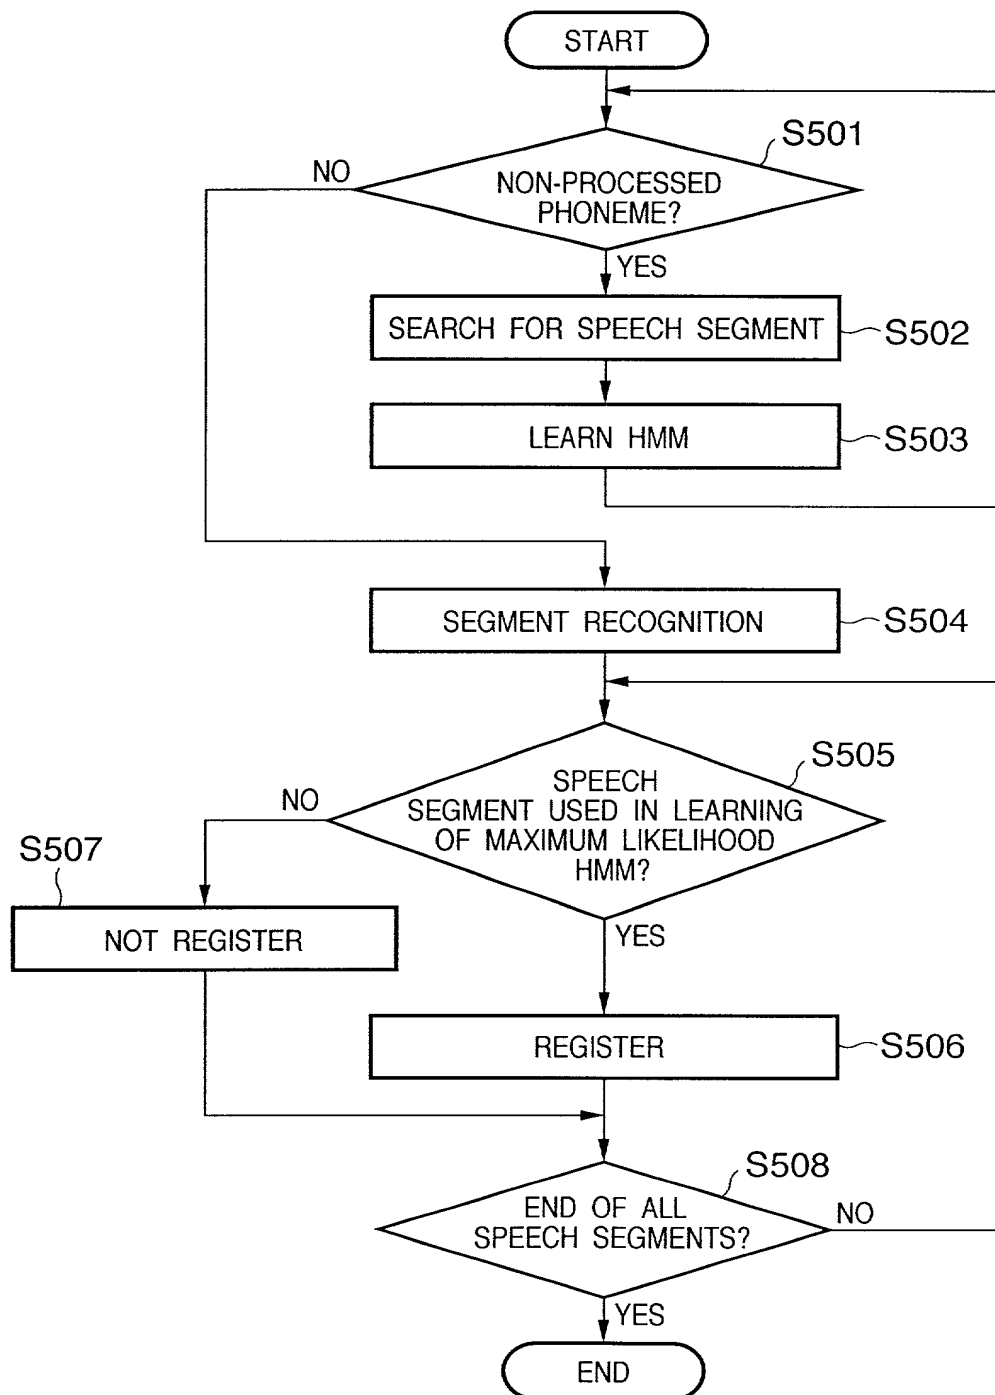 START
S501
NO
NON-PROCESSED
PHONEME?
YES
SEARCH FOR SPEECH SEGMENT
S502
LEARN HMM
S503
SEGMENT RECOGNITION
S504
S505
NO
SPEECH
SEGMENT USED IN LEARNING
OF MAXIMUM LIKELIHOOD
HMM?
S507
YES
NOT REGISTER
REGISTER
S506
S508
END OF ALL
SPEECH SEGMENTS?
NO
YES
END